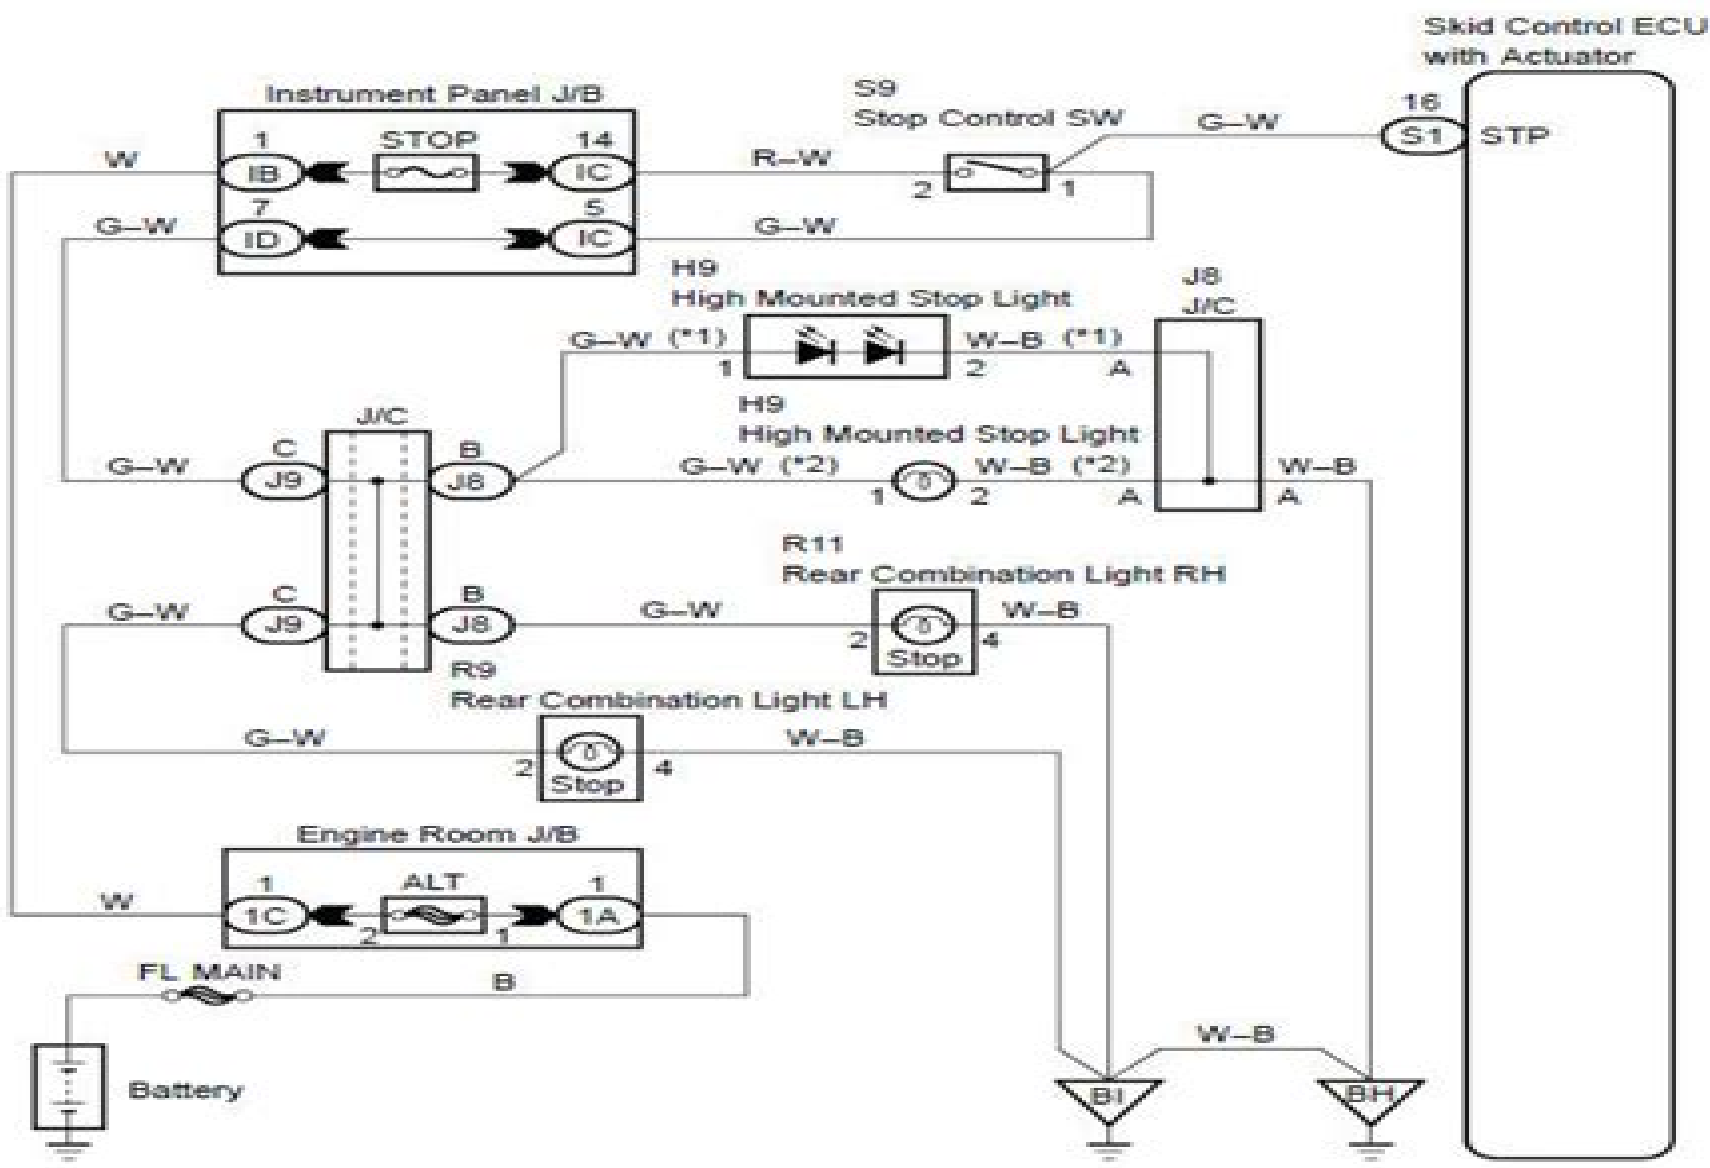 Skid Control ECU
with Actuator
Instrument Panel J/B
S9
Stop Control SW
16
S1
STP
G–W
W
1
IB
STOP
14
IC
R–W
2
1
G–W
7
ID
5
IC
G–W
H9
High Mounted Stop Light
J8
J/C
G–W (*1)
1
W–B (*1)
2
A
J/C
H9
High Mounted Stop Light
G–W
C
J9
B
J8
G–W (*2)
1
W–B (*2)
2
A
W–B
A
R11
Rear Combination Light RH
G–W
C
J9
B
J8
G–W
2
Stop
W–B
4
R9
Rear Combination Light LH
G–W
2
Stop
W–B
4
Engine Room J/B
W
1
1C
ALT
2
1
1
1A
FL MAIN
B
Battery
W–B
BI
BH